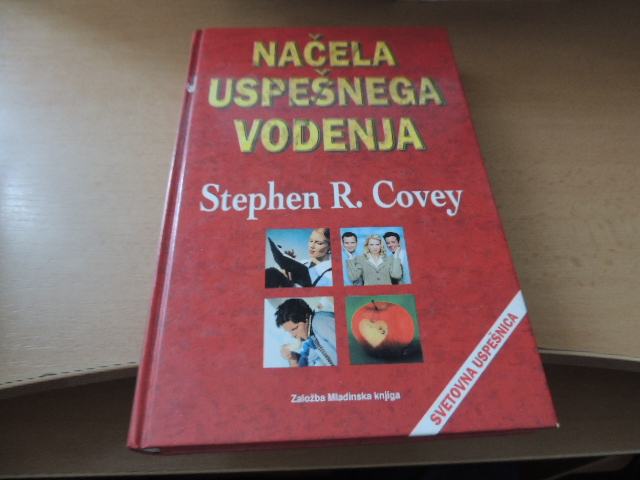 NAČELA
USPEŠNEGA
VODENJA
Stephen R. Covey
Založba Mladinska knjiga
SVETOVNA USPEŠNICA